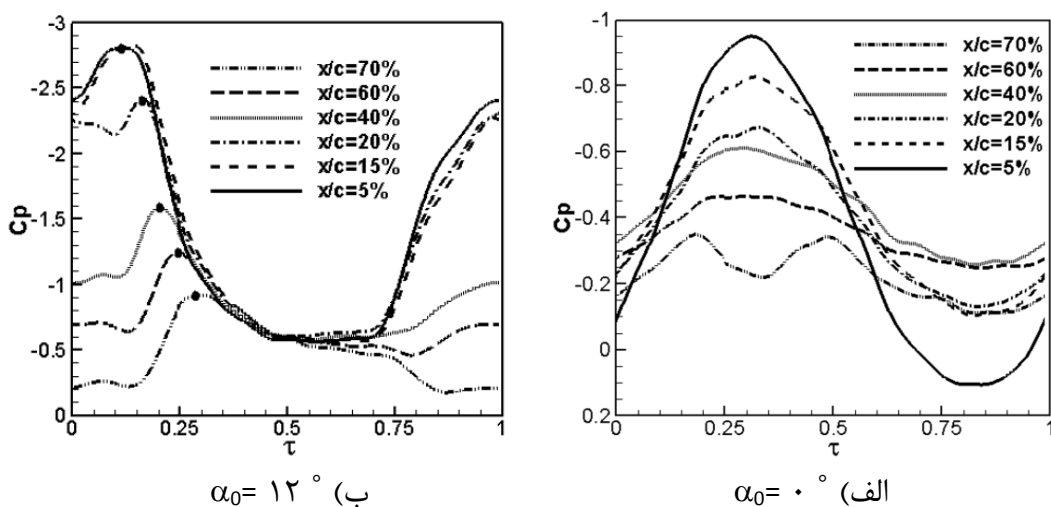 -3
-2.5
-2
-1.5
-1
-0.5
0
Cp
0 0.25 0.5 0.75 1
τ
x/c=70%
x/c=60%
x/c=40%
x/c=20%
x/c=15%
x/c=5%
ب) α₀= ۱۲ °
-1
-0.8
-0.6
-0.4
-0.2
0
0.2
Cp
0 0.25 0.5 0.75 1
τ
x/c=70%
x/c=60%
x/c=40%
x/c=20%
x/c=15%
x/c=5%
الف) α₀= ۰ °